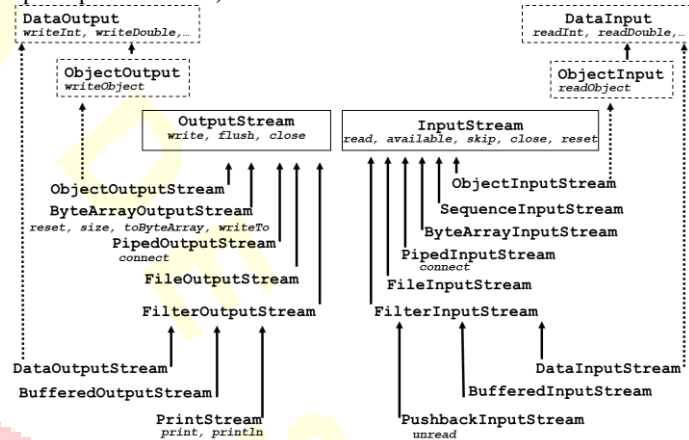 DataOutput
writeInt, writeDouble,…
ObjectOutput
writeObject
OutputStream
write, flush, close
ObjectOutputStream
ByteArrayOutputStream
reset, size, toByteArray, writeTo
PipedOutputStream
connect
FileOutputStream
FilterOutputStream
DataOutputStream
BufferedOutputStream
PrintStream
print, println
DataInput
readInt, readDouble,…
ObjectInput
readObject
InputStream
read, available, skip, close, reset
ObjectInputStream
SequenceInputStream
ByteArrayInputStream
PipedInputStream
connect
FileInputStream
FilterInputStream
DataInputStream
BufferedInputStream
PushbackInputStream
unread